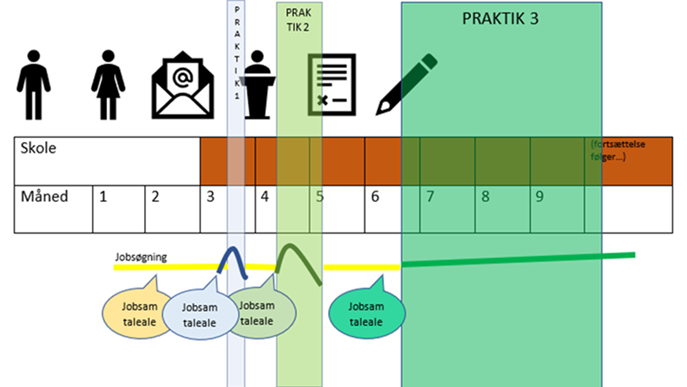 P
R
A
K
T
I
K
1
PRAK
TIK 2
PRAKTIK 3
@
Skole
(fortsættelse
følger...)
Måned 1 2 3 4 5 6 7 8 9
Jobsøgning
Jobsam
taleale
Jobsam
taleale
Jobsam
taleale
Jobsam
taleale